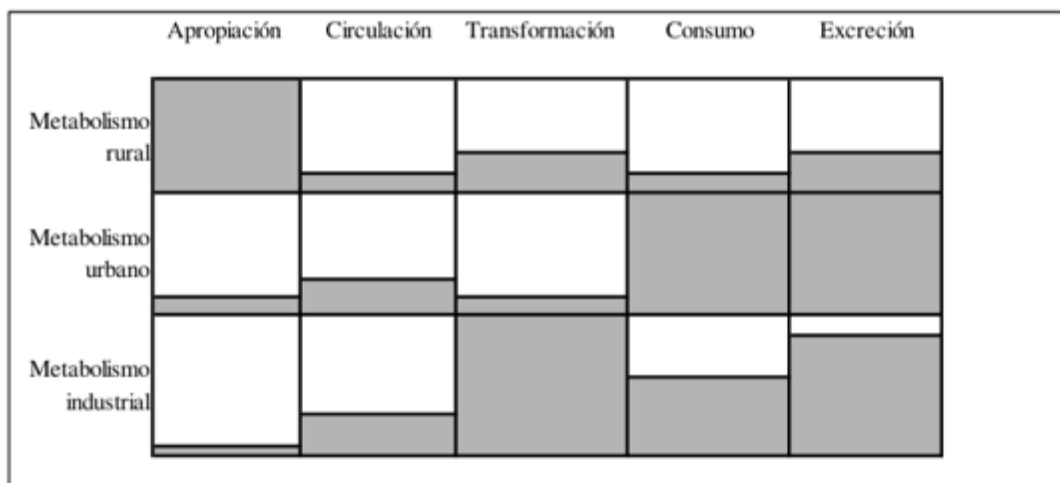 Apropiación Circulación Transformación Consumo Excreción
Metabolismo
rural
Metabolismo
urbano
Metabolismo
industrial